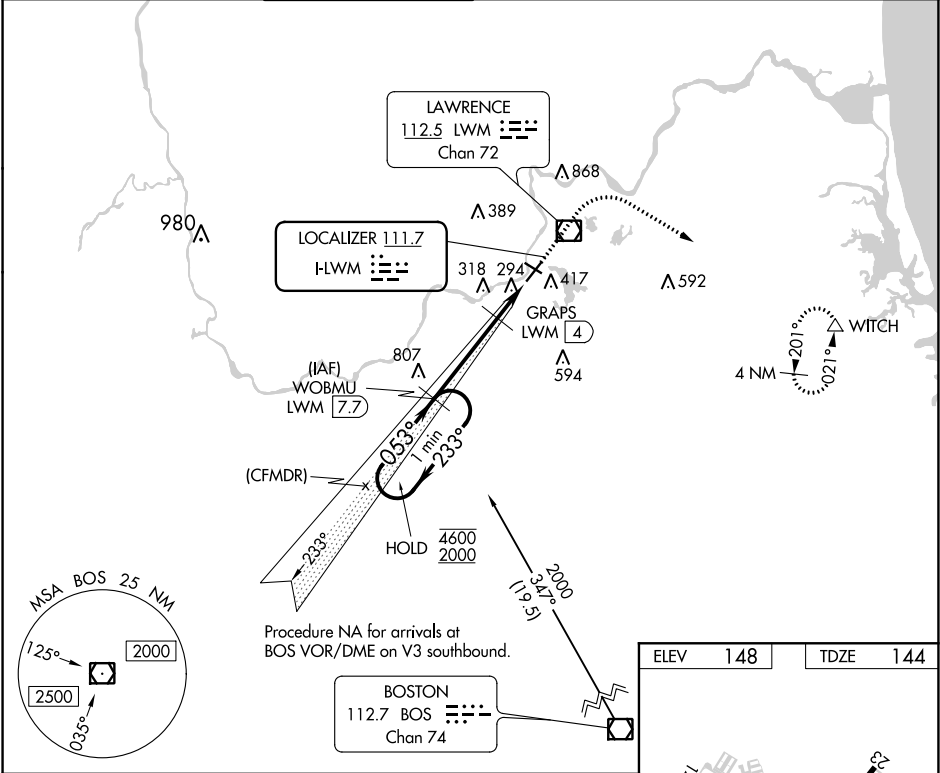 LAWRENCE
112.5 LWM
Chan 72
868
389
980
LOCALIZER 111.7
I-LWM
318
294
417
592
GRAPS
LWM 4
594
WITCH
201°
021°
4 NM
807
(IAF)
WOBMU
LWM 7.7
053°
1 min
233°
(CFMDR)
233°
HOLD 4600
2000
2000
347°
(19.5)
MSA BOS 25 NM
125°
2000
2500
035°
Procedure NA for arrivals at
BOS VOR/DME on V3 southbound.
BOSTON
112.7 BOS
Chan 74
ELEV 148
TDZE 144
23